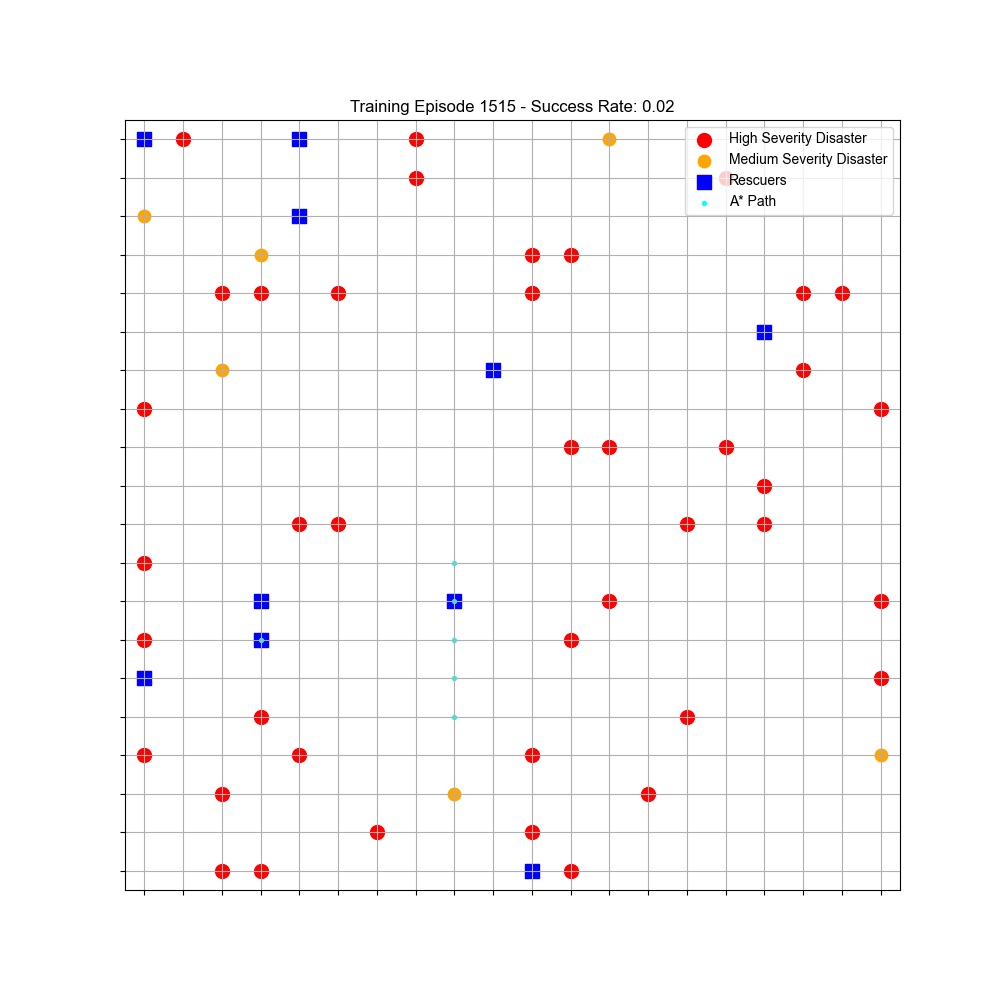 Training Episode 1515 - Success Rate: 0.02
High Severity Disaster
Medium Severity Disaster
Rescuers
A* Path